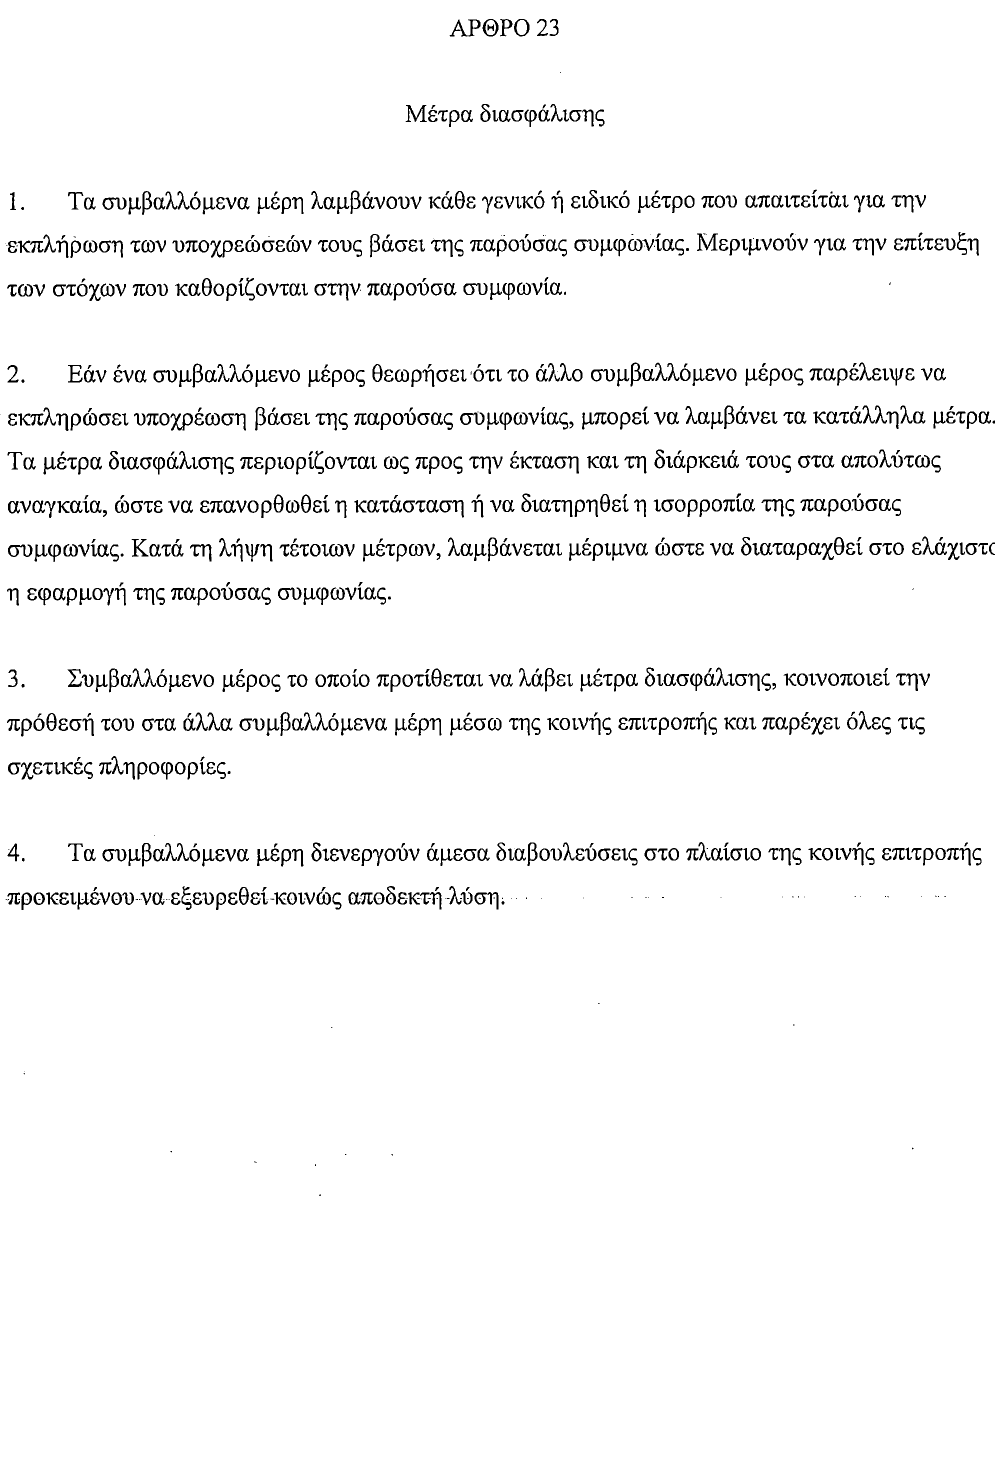 ΑΡΘΡΟ 23
Μέτρα διασφάλισης
1. Τα συμβαλλόμενα μέρη λαμβάνουν κάθε γενικό ή ειδικό μέτρο που απαιτείται για την
εκπλήρωση των υποχρεώσεών τους βάσει της παρούσας συμφωνίας. Μεριμνούν για την επίτευξη
των στόχων που καθορίζονται στην παρούσα συμφωνία.
2. Εάν ένα συμβαλλόμενο μέρος θεωρήσει ότι το άλλο συμβαλλόμενο μέρος παρέλειψε να
εκπληρώσει υποχρέωση βάσει της παρούσας συμφωνίας, μπορεί να λαμβάνει τα κατάλληλα μέτρα.
Τα μέτρα διασφάλισης περιορίζονται ως προς την έκταση και τη διάρκειά τους στα απολύτως
αναγκαία, ώστε να επανορθωθεί η κατάσταση ή να διατηρηθεί η ισορροπία της παρούσας
συμφωνίας. Κατά τη λήψη τέτοιων μέτρων, λαμβάνεται μέριμνα ώστε να διαταραχθεί στο ελάχιστο
η εφαρμογή της παρούσας συμφωνίας.
3. Συμβαλλόμενο μέρος το οποίο προτίθεται να λάβει μέτρα διασφάλισης, κοινοποιεί την
πρόθεσή του στα άλλα συμβαλλόμενα μέρη μέσω της κοινής επιτροπής και παρέχει όλες τις
σχετικές πληροφορίες.
4. Τα συμβαλλόμενα μέρη διενεργούν άμεσα διαβουλεύσεις στο πλαίσιο της κοινής επιτροπής
προκειμένου να εξευρεθεί κοινώς αποδεκτή λύση.